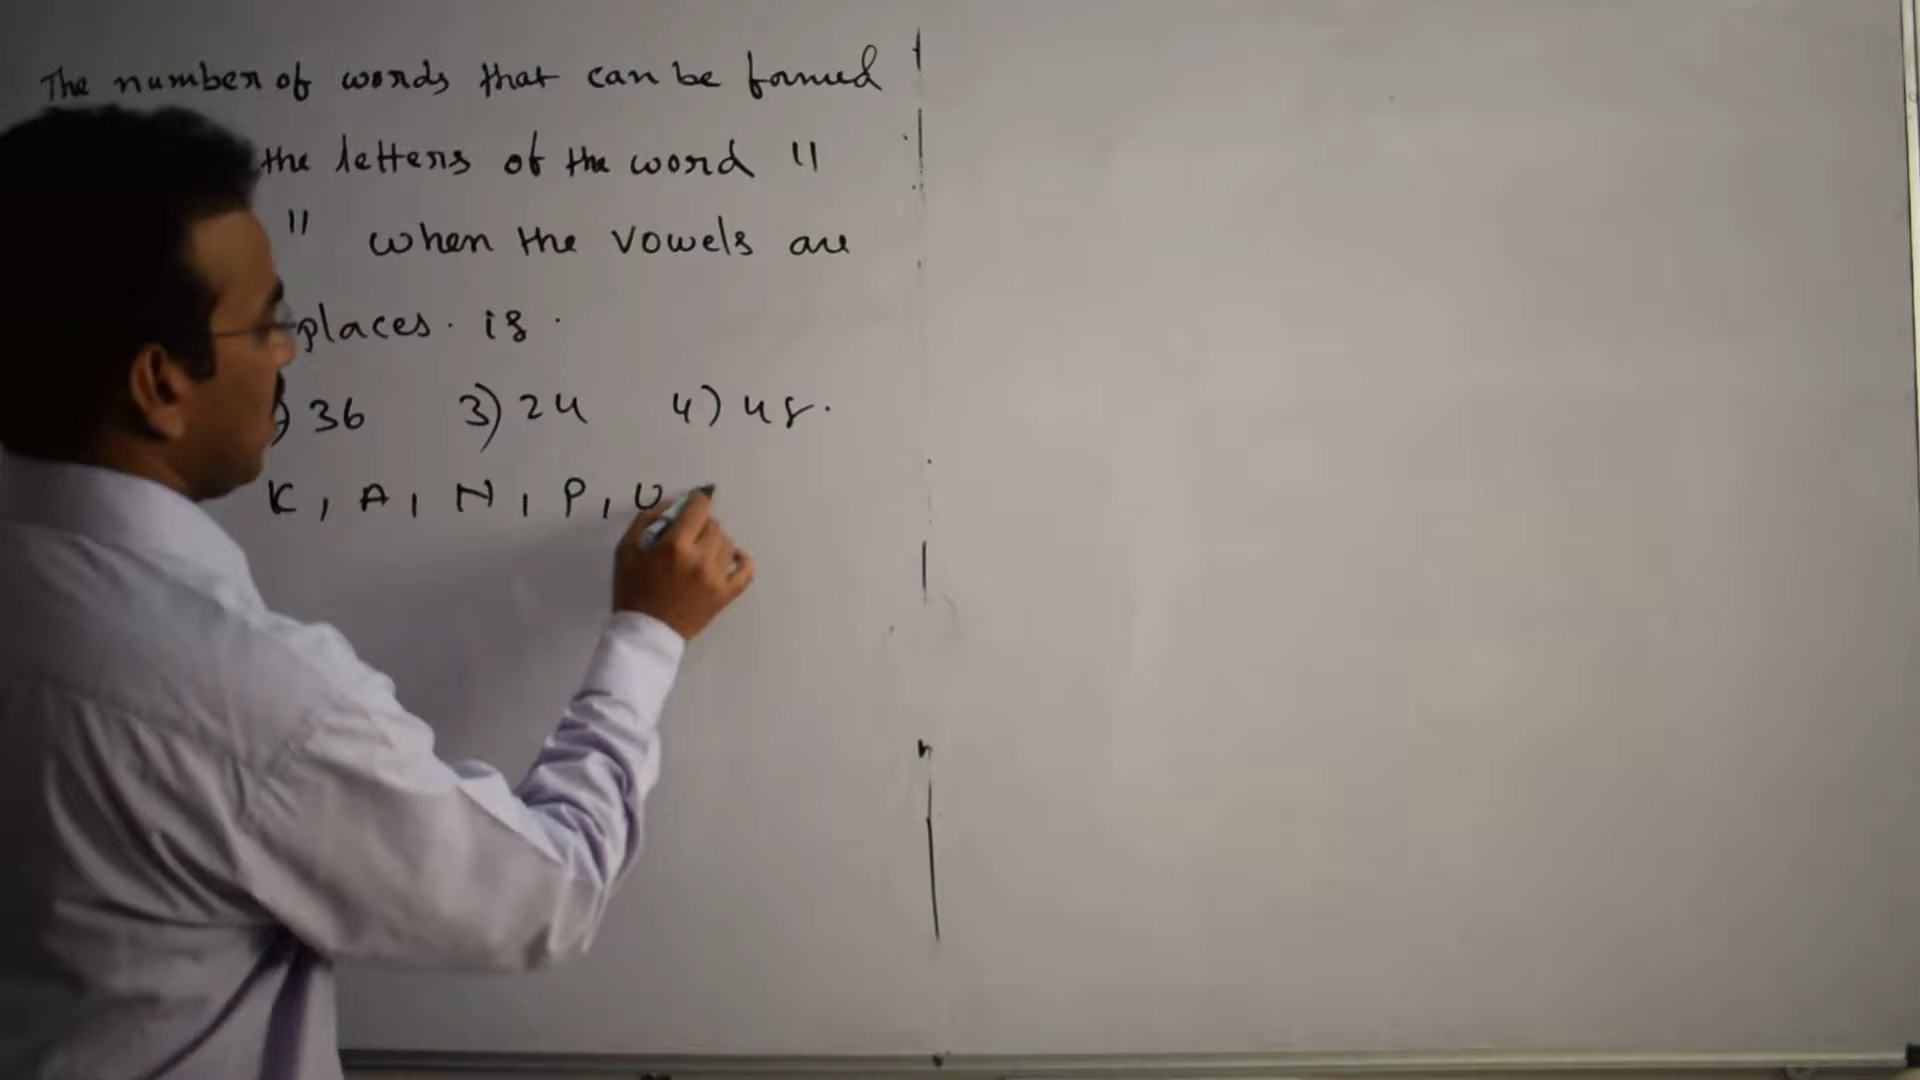 The number of words that can be formed
the letters of the word "
" when the vowels are
places. is.
) 36 3) 24 4) 48.
K, A, N, P, U